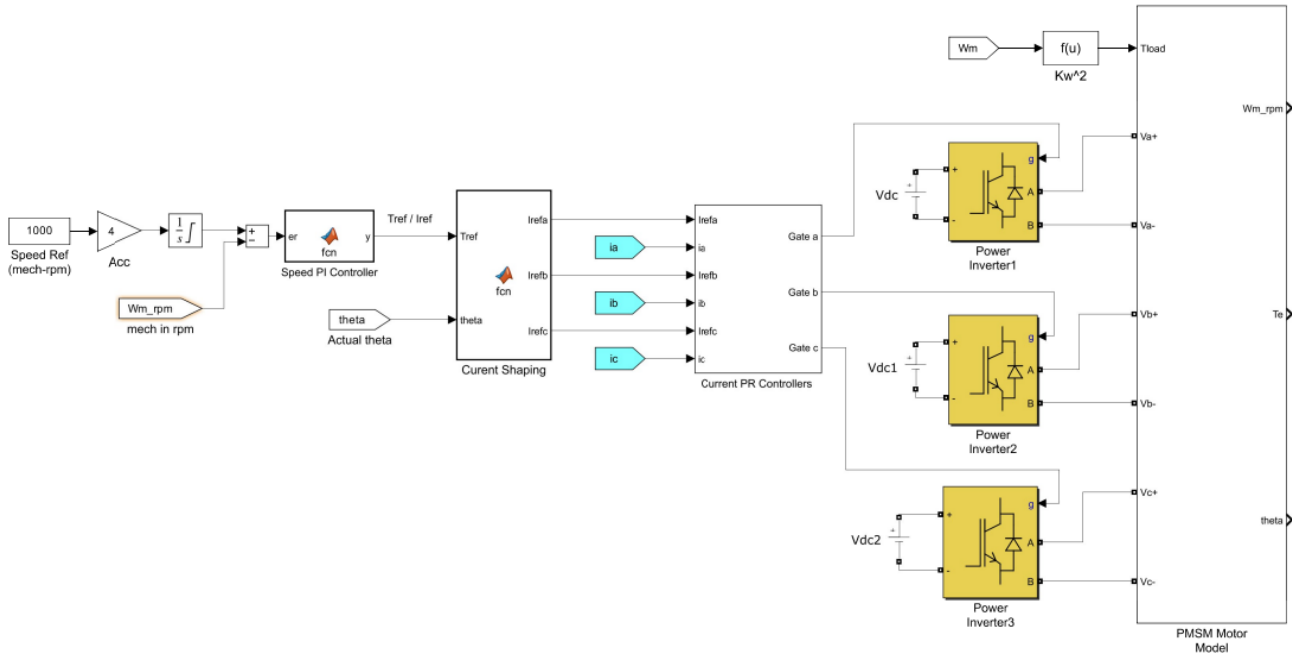 1000
Speed Ref
(mech-rpm)
4
Acc
1
s
+
−
Wm_rpm
mech in rpm
er
fcn
y
Speed PI Controller
Tref / Iref
theta
Actual theta
Tref
theta
fcn
Irefa
Irefb
Irefc
Curent Shaping
ia
ib
ic
Irefa
ia
Irefb
ib
Irefc
ic
Gate a
Gate b
Gate c
Current PR Controllers
Wm
f(u)
Kw^2
Vdc
+
+
-
g
A
B
Power
Inverter1
Vdc1
+
+
-
g
A
B
Power
Inverter2
Vdc2
+
+
-
g
A
B
Power
Inverter3
Tload
Va+
Va-
Vb+
Vb-
Vc+
Vc-
Wm_rpm
Te
theta
PMSM Motor
Model